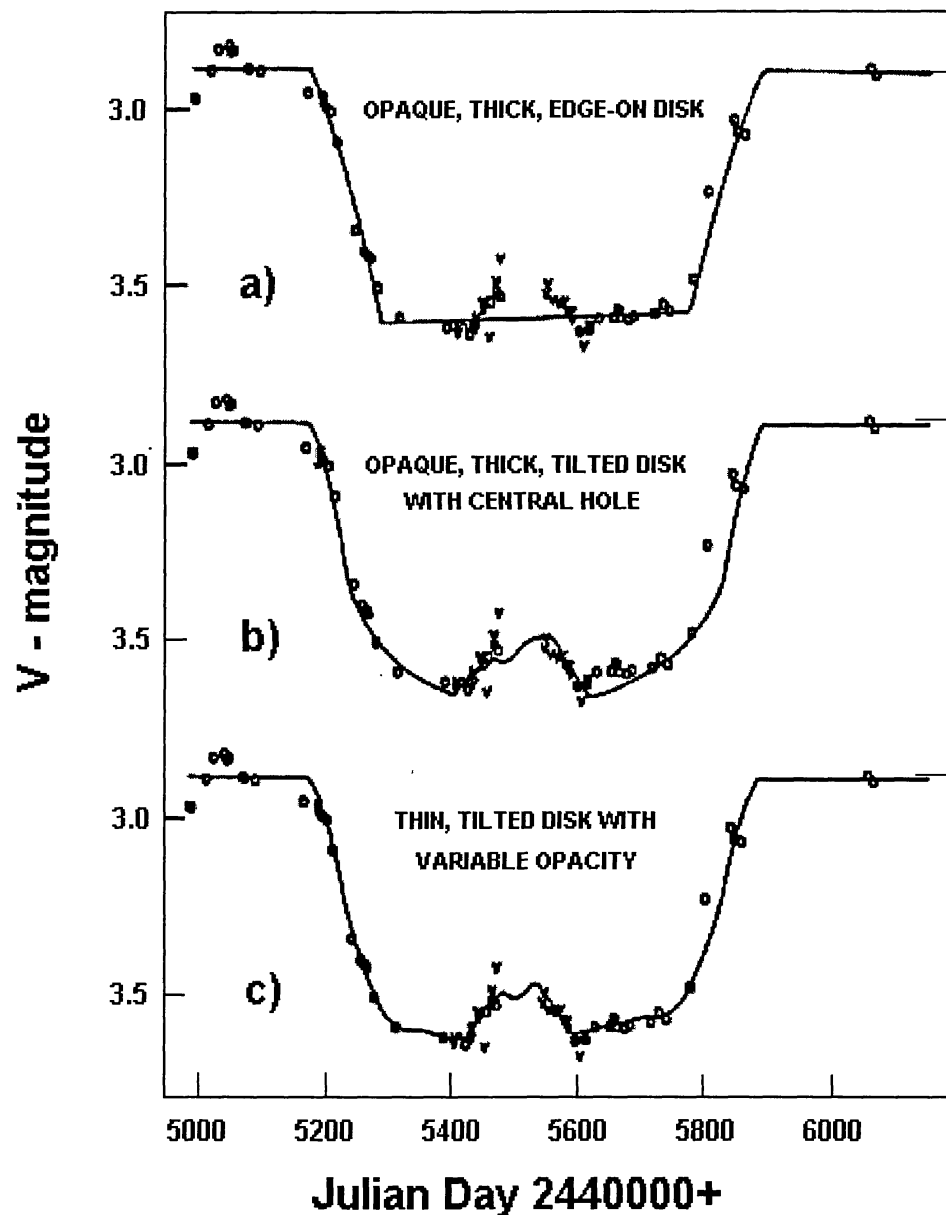 3.0
OPAQUE, THICK, EDGE-ON DISK
3.5
a)
3.0
OPAQUE, THICK, TILTED DISK
WITH CENTRAL HOLE
3.5
b)
V - magnitude
3.0
THIN, TILTED DISK WITH
VARIABLE OPACITY
3.5
c)
5000 5200 5400 5600 5800 6000
Julian Day 2440000+